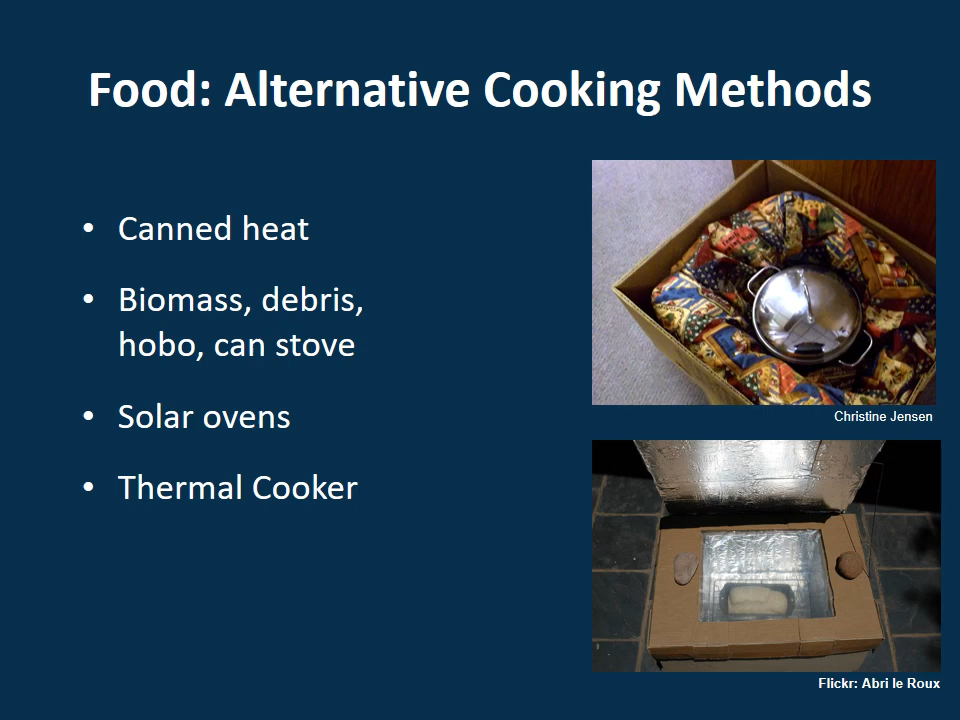 Food: Alternative Cooking Methods
• Canned heat
• Biomass, debris,
hobo, can stove
• Solar ovens
• Thermal Cooker
Christine Jensen
Flickr: Abri le Roux